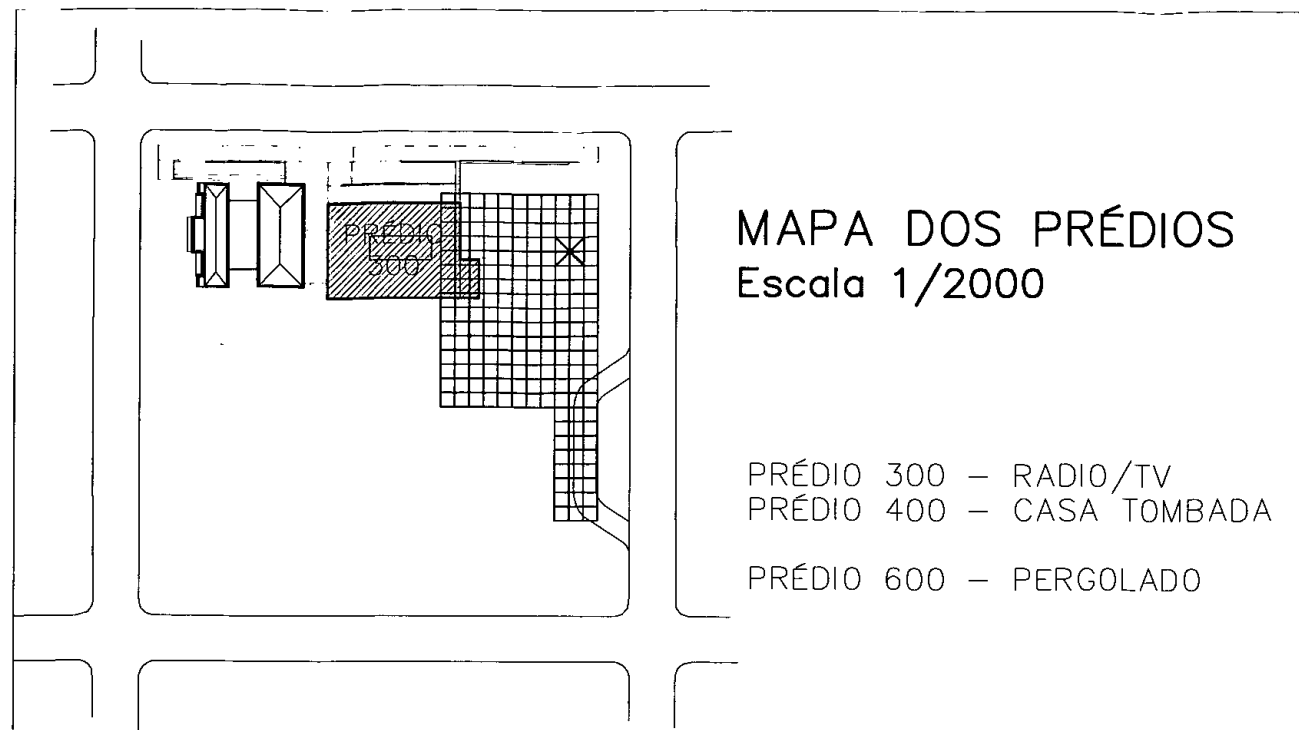 PRÉDIO
300
MAPA DOS PRÉDIOS
Escala 1/2000
PRÉDIO 300 – RADIO/TV
PRÉDIO 400 – CASA TOMBADA
PRÉDIO 600 – PERGOLADO